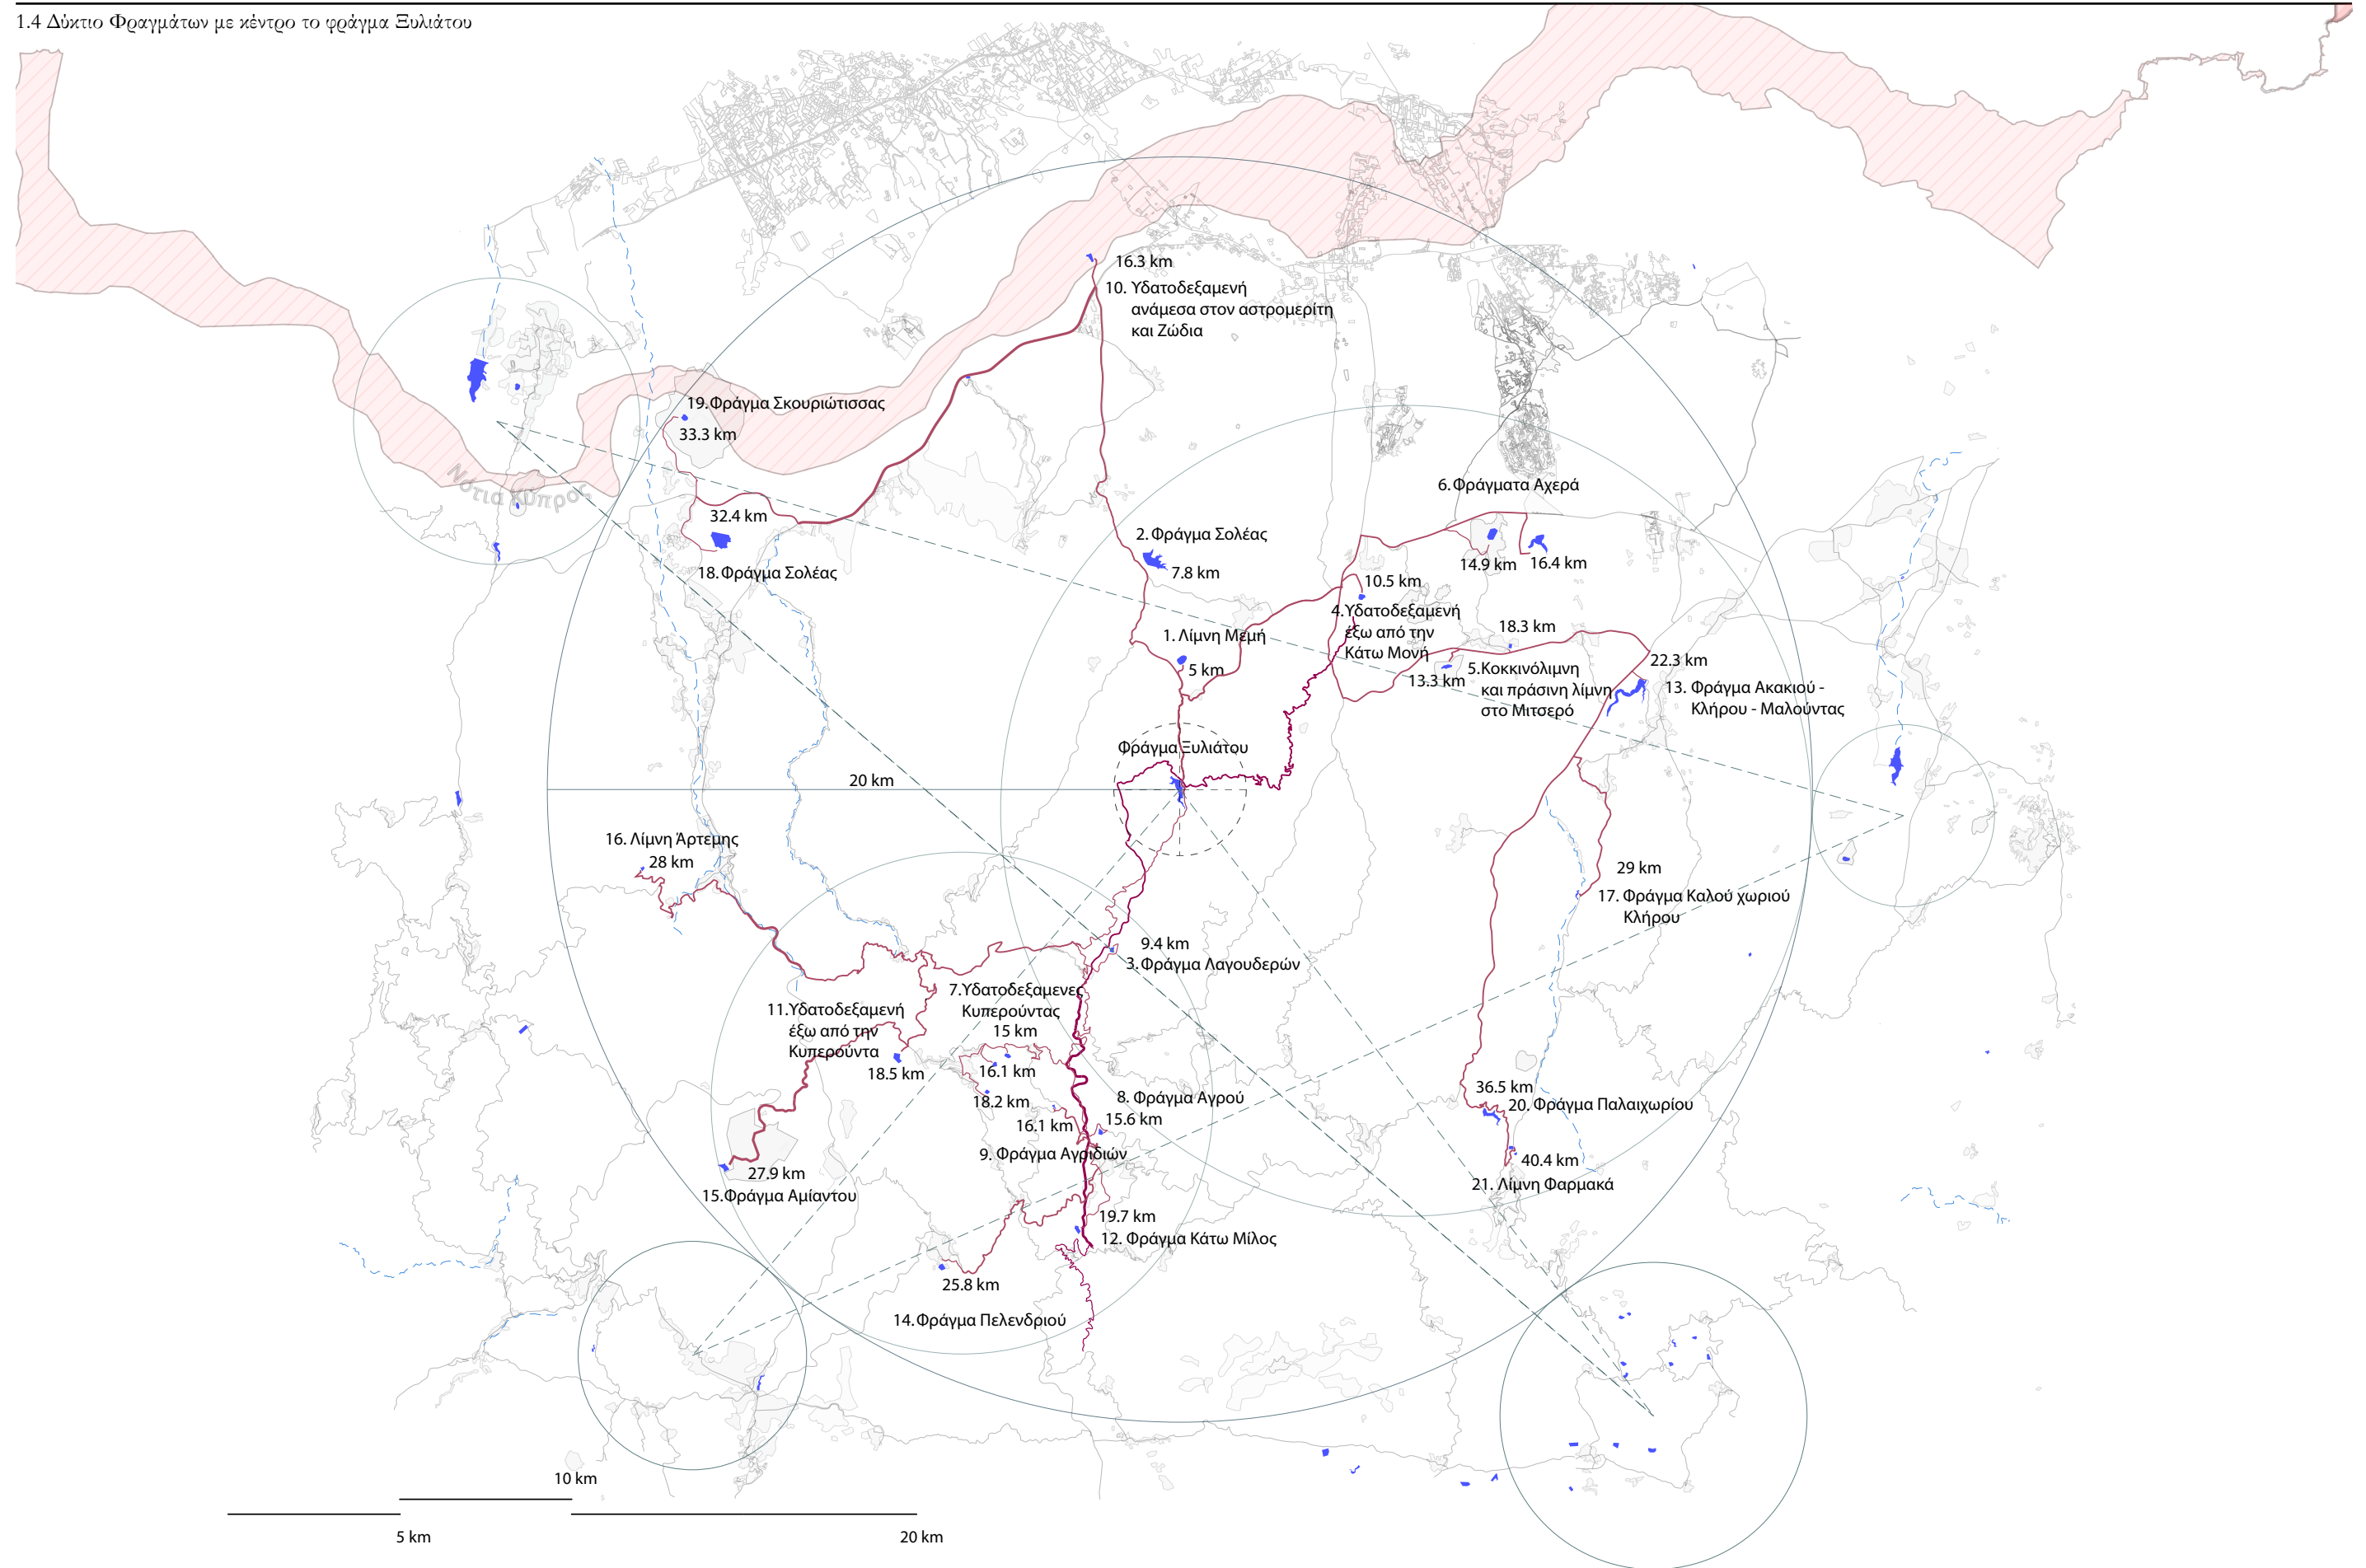 1.4 Δύκτιο Φραγμάτων με κέντρο το φράγμα Ξυλιάτου
16.3 km
10. Υδατοδεξαμενή
ανάμεσα στον αστρομερίτη
και Ζώδια
19.Φράγμα Σκουριώτισσας
33.3 km
Νότια Κύπρος
32.4 km
18.Φράγμα Σολέας
2. Φράγμα Σολέας
7.8 km
6. Φράγματα Αχερά
14.9 km
16.4 km
10.5 km
4.Υδατοδεξαμενή
έξω από την
Κάτω Μονή
1. Λίμνη Μεμή
5 km
18.3 km
13.3 km
5.Κοκκινόλιμνη
και πράσινη λίμνη
στο Μιτσερό
22.3 km
13. Φράγμα Ακακιού -
Κλήρου - Μαλούντας
Φράγμα Ξυλιάτου
20 km
16. Λίμνη Άρτεμης
28 km
29 km
17. Φράγμα Καλού χωριού
Κλήρου
9.4 km
3.Φράγμα Λαγουδερών
7.Υδατοδεξαμενες
Κυπερούντας
15 km
11.Υδατοδεξαμενή
έξω από την
Κυπερούντα
18.5 km
16.1 km
18.2 km
16.1 km
8. Φράγμα Αγρού
15.6 km
9. Φράγμα Αγριδιών
36.5 km
20. Φράγμα Παλαιχωρίου
40.4 km
21. Λίμνη Φαρμακά
27.9 km
15.Φράγμα Αμίαντου
19.7 km
12. Φράγμα Κάτω Μίλος
25.8 km
14.Φράγμα Πελενδριού
10 km
5 km
20 km